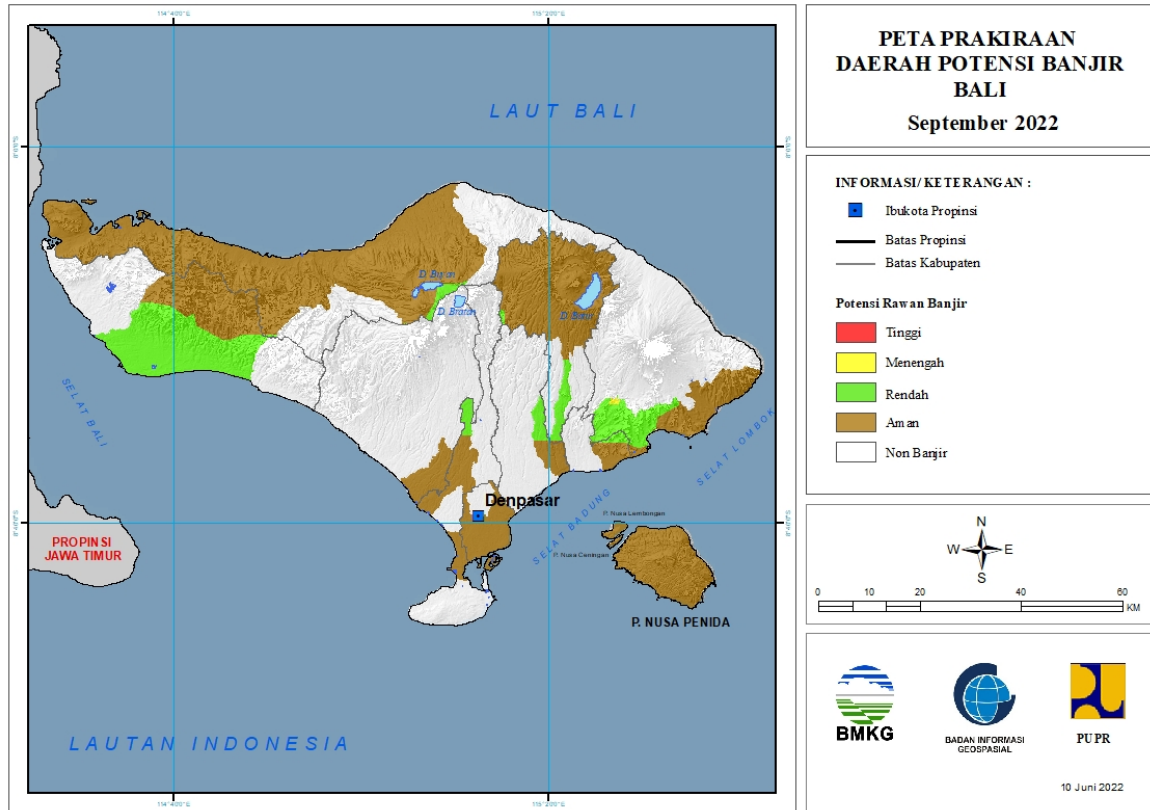 PETA PRAKIRAAN
DAERAH POTENSI BANJIR
BALI
September 2022
INFORMASI/ KETERANGAN :
Ibukota Propinsi
Batas Propinsi
Batas Kabupaten
Potensi Rawan Banjir
Tinggi
Menengah
Rendah
Aman
Non Banjir
N
W E
S
0 10 20 40 60
KM
BMKG
BADAN INFORMASI
GEOSPASIAL
PUPR
10 Juni 2022
LAUT BALI
D. Buyan
D. Bratan
SELAT BALI
SELAT LOMBOK
Denpasar
SELAT BADUNG
P. Nusa Lembongan
P. Nusa Ceningan
PROPINSI
JAWA TIMUR
P. NUSA PENIDA
LAUTAN INDONESIA